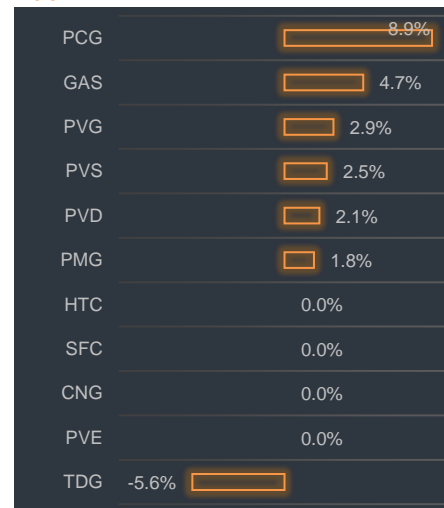 PCG 8.9%
GAS 4.7%
PVG 2.9%
PVS 2.5%
PVD 2.1%
PMG 1.8%
HTC 0.0%
SFC 0.0%
CNG 0.0%
PVE 0.0%
TDG -5.6%